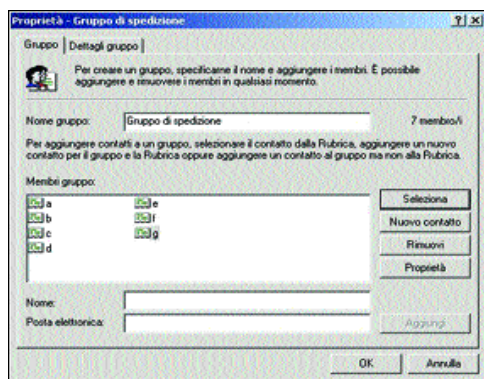 Proprietà - Gruppo di spedizione
Gruppo
Dettagli gruppo
Per creare un gruppo, specificarne il nome e aggiungere i membri. È possibile
aggiungere e rimuovere i membri in qualsiasi momento.
Nome gruppo:
Gruppo di spedizione
7 membro/i
Per aggiungere contatti a un gruppo, selezionare il contatto dalla Rubrica, aggiungere un nuovo
contatto per il gruppo e la Rubrica oppure aggiungere un contatto al gruppo ma non alla Rubrica.
Membri gruppo:
a
b
c
d
e
f
g
Seleziona
Nuovo contatto
Rimuovi
Proprietà
Nome:
Posta elettronica:
Aggiungi
OK
Annulla